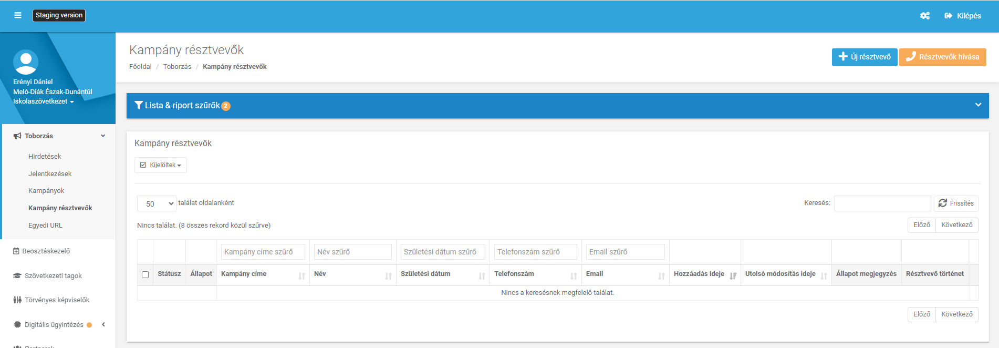 Staging version
Kilépés
Erényi Dániel
Meló-Diák Észak-Dunántúl
Iskolaszövetkezet
Toborzás
Hirdetések
Jelentkezések
Kampányok
Kampány résztvevők
Egyedi URL
Beosztáskezelő
Szövetkezeti tagok
Törvényes képviselők
Digitális ügyintézés
Partnerek
Kampány résztvevők
Főoldal / Toborzás / Kampány résztvevők
Új résztvevő
Résztvevők hívása
Lista & riport szűrők 2
Kampány résztvevők
Kijelöltek
50 találat oldalanként
Keresés:
Frissítés
Nincs találat. (8 összes rekord közül szűrve)
Előző Következő
Kampány címe szűrő Név szűrő Születési dátum szűrő Telefonszám szűrő Email szűrő
Státusz Állapot Kampány címe Név Születési dátum Telefonszám Email Hozzáadás ideje Utolsó módosítás ideje Állapot megjegyzés Résztvevő történet
Nincs a keresésnek megfelelő találat.
Előző Következő